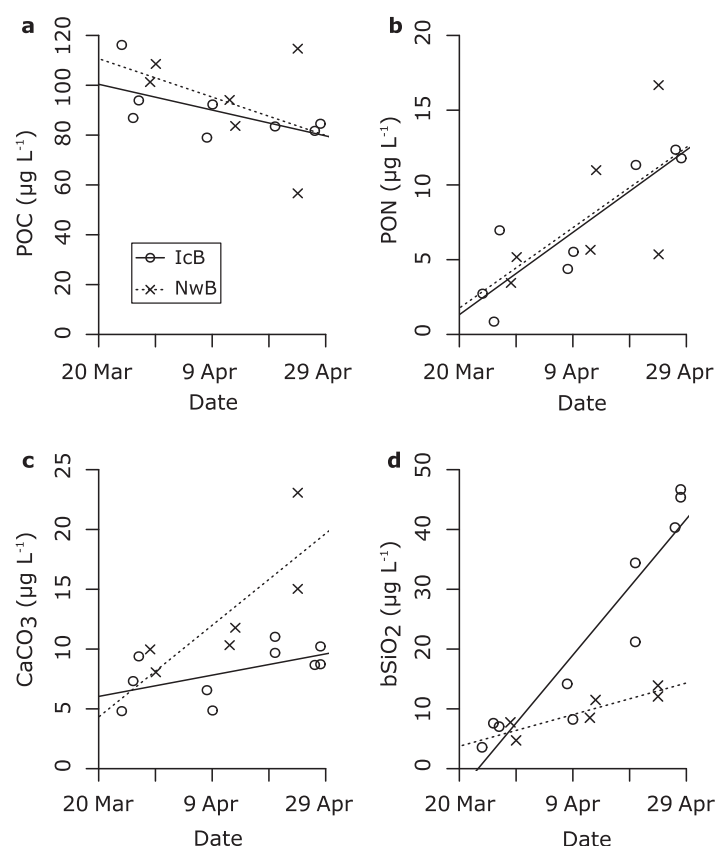 a
120
100
80
60
40
20
0
POC (µg L⁻¹)
IcB
NwB
20 Mar 9 Apr 29 Apr
Date
b
20
15
10
5
0
PON (µg L⁻¹)
20 Mar 9 Apr 29 Apr
Date
c
25
20
15
10
5
0
CaCO3 (µg L⁻¹)
20 Mar 9 Apr 29 Apr
Date
d
50
40
30
20
10
0
bSiO2 (µg L⁻¹)
20 Mar 9 Apr 29 Apr
Date